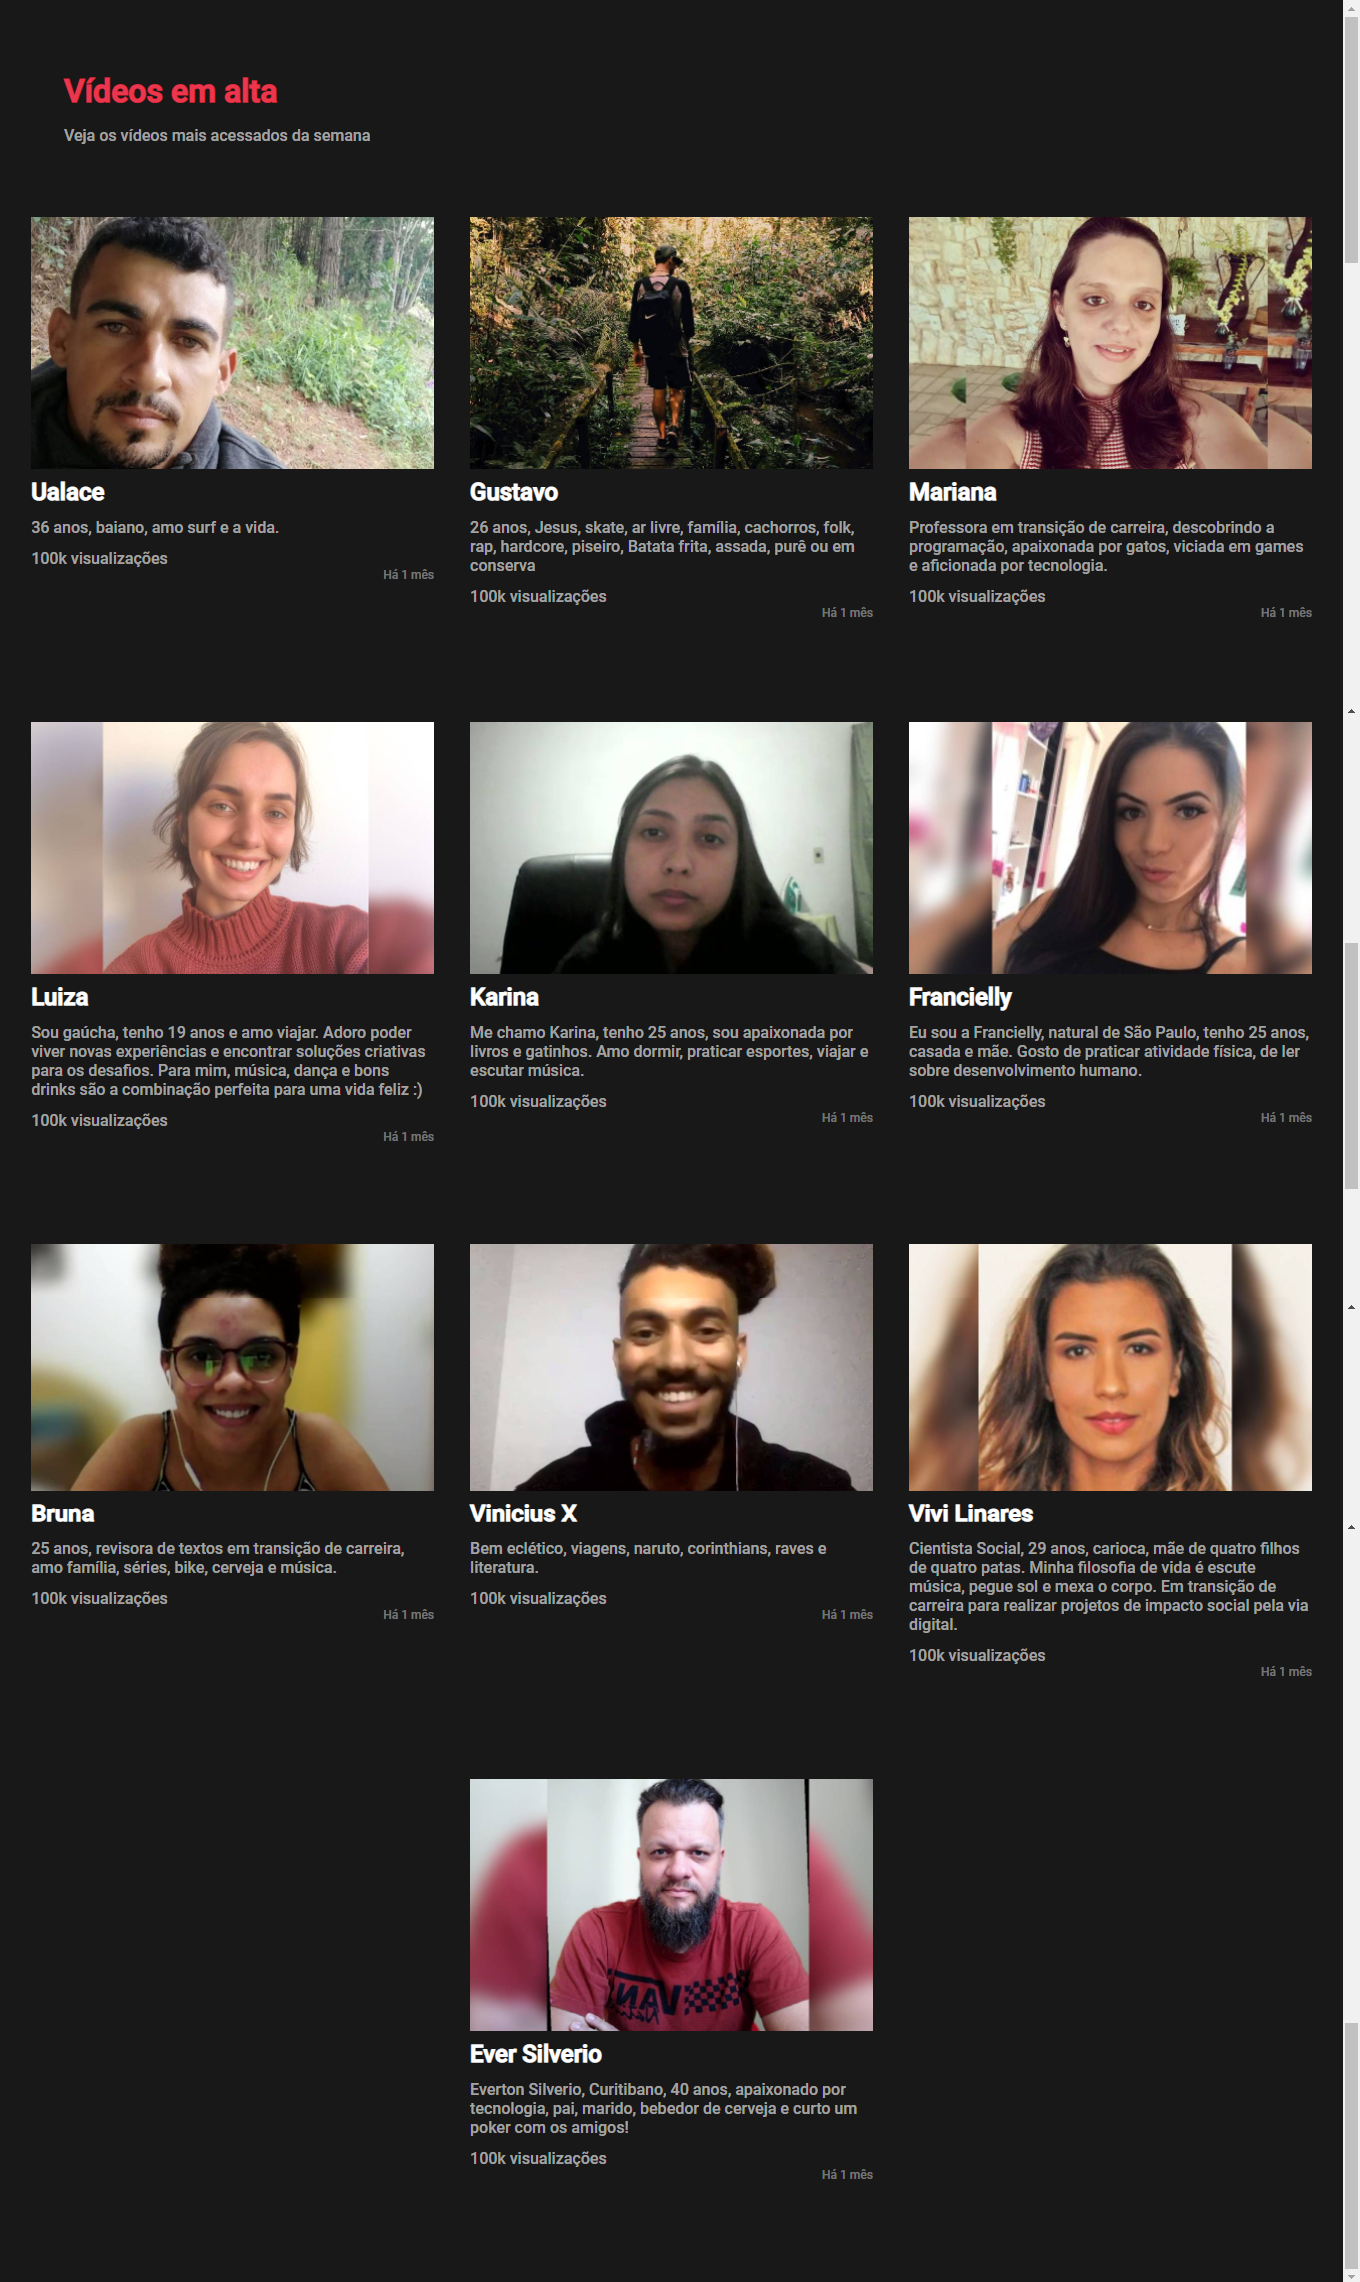 Vídeos em alta
Veja os vídeos mais acessados da semana
Ualace
36 anos, baiano, amo surf e a vida.
100k visualizações
Há 1 mês
Gustavo
26 anos, Jesus, skate, ar livre, família, cachorros, folk,
rap, hardcore, piseiro, Batata frita, assada, purê ou em
conserva
100k visualizações
Há 1 mês
Mariana
Professora em transição de carreira, descobrindo a
programação, apaixonada por gatos, viciada em games
e aficionada por tecnologia.
100k visualizações
Há 1 mês
Luiza
Sou gaúcha, tenho 19 anos e amo viajar. Adoro poder
viver novas experiências e encontrar soluções criativas
para os desafios. Para mim, música, dança e bons
drinks são a combinação perfeita para uma vida feliz :)
100k visualizações
Há 1 mês
Karina
Me chamo Karina, tenho 25 anos, sou apaixonada por
livros e gatinhos. Amo dormir, praticar esportes, viajar e
escutar música.
100k visualizações
Há 1 mês
Francielly
Eu sou a Francielly, natural de São Paulo, tenho 25 anos,
casada e mãe. Gosto de praticar atividade física, de ler
sobre desenvolvimento humano.
100k visualizações
Há 1 mês
Bruna
25 anos, revisora de textos em transição de carreira,
amo família, séries, bike, cerveja e música.
100k visualizações
Há 1 mês
Vinicius X
Bem eclético, viagens, naruto, corinthians, raves e
literatura.
100k visualizações
Há 1 mês
Vivi Linares
Cientista Social, 29 anos, carioca, mãe de quatro filhos
de quatro patas. Minha filosofia de vida é escute
música, pegue sol e mexa o corpo. Em transição de
carreira para realizar projetos de impacto social pela via
digital.
100k visualizações
Há 1 mês
VAN
Ever Silverio
Everton Silverio, Curitibano, 40 anos, apaixonado por
tecnologia, pai, marido, bebedor de cerveja e curto um
poker com os amigos!
100k visualizações
Há 1 mês